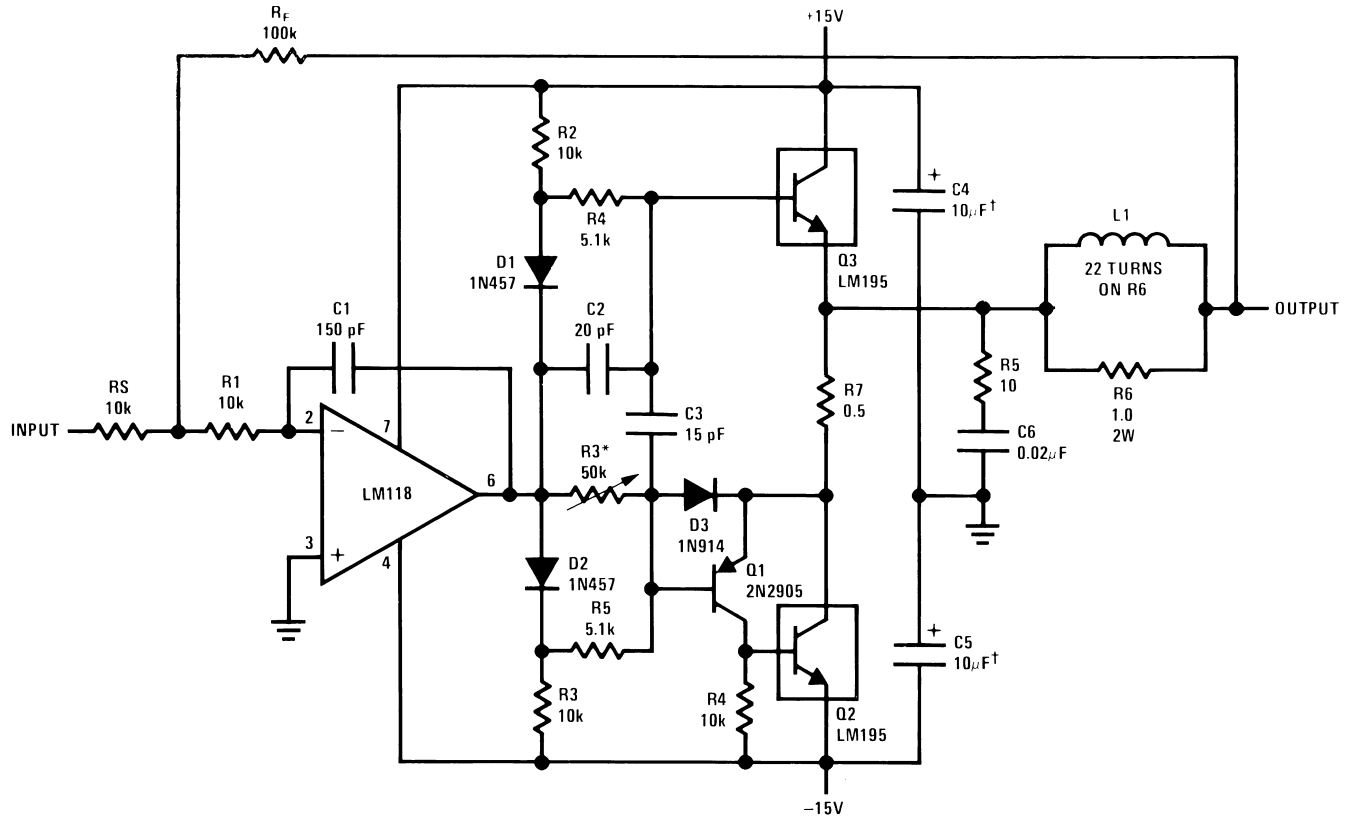 R_F
100k
+15V
R2
10k
R4
5.1k
+
C4
10μF†
L1
22 TURNS
ON R6
D1
1N457
Q3
LM195
C1
150 pF
C2
20 pF
OUTPUT
RS
10k
R1
10k
R7
0.5
R5
10
R6
1.0
2W
INPUT
2
−
7
C3
15 pF
C6
0.02μF
LM118
6
R3*
50k
3
+
4
D3
1N914
D2
1N457
Q1
2N2905
R5
5.1k
+
C5
10μF†
R3
10k
R4
10k
Q2
LM195
−15V